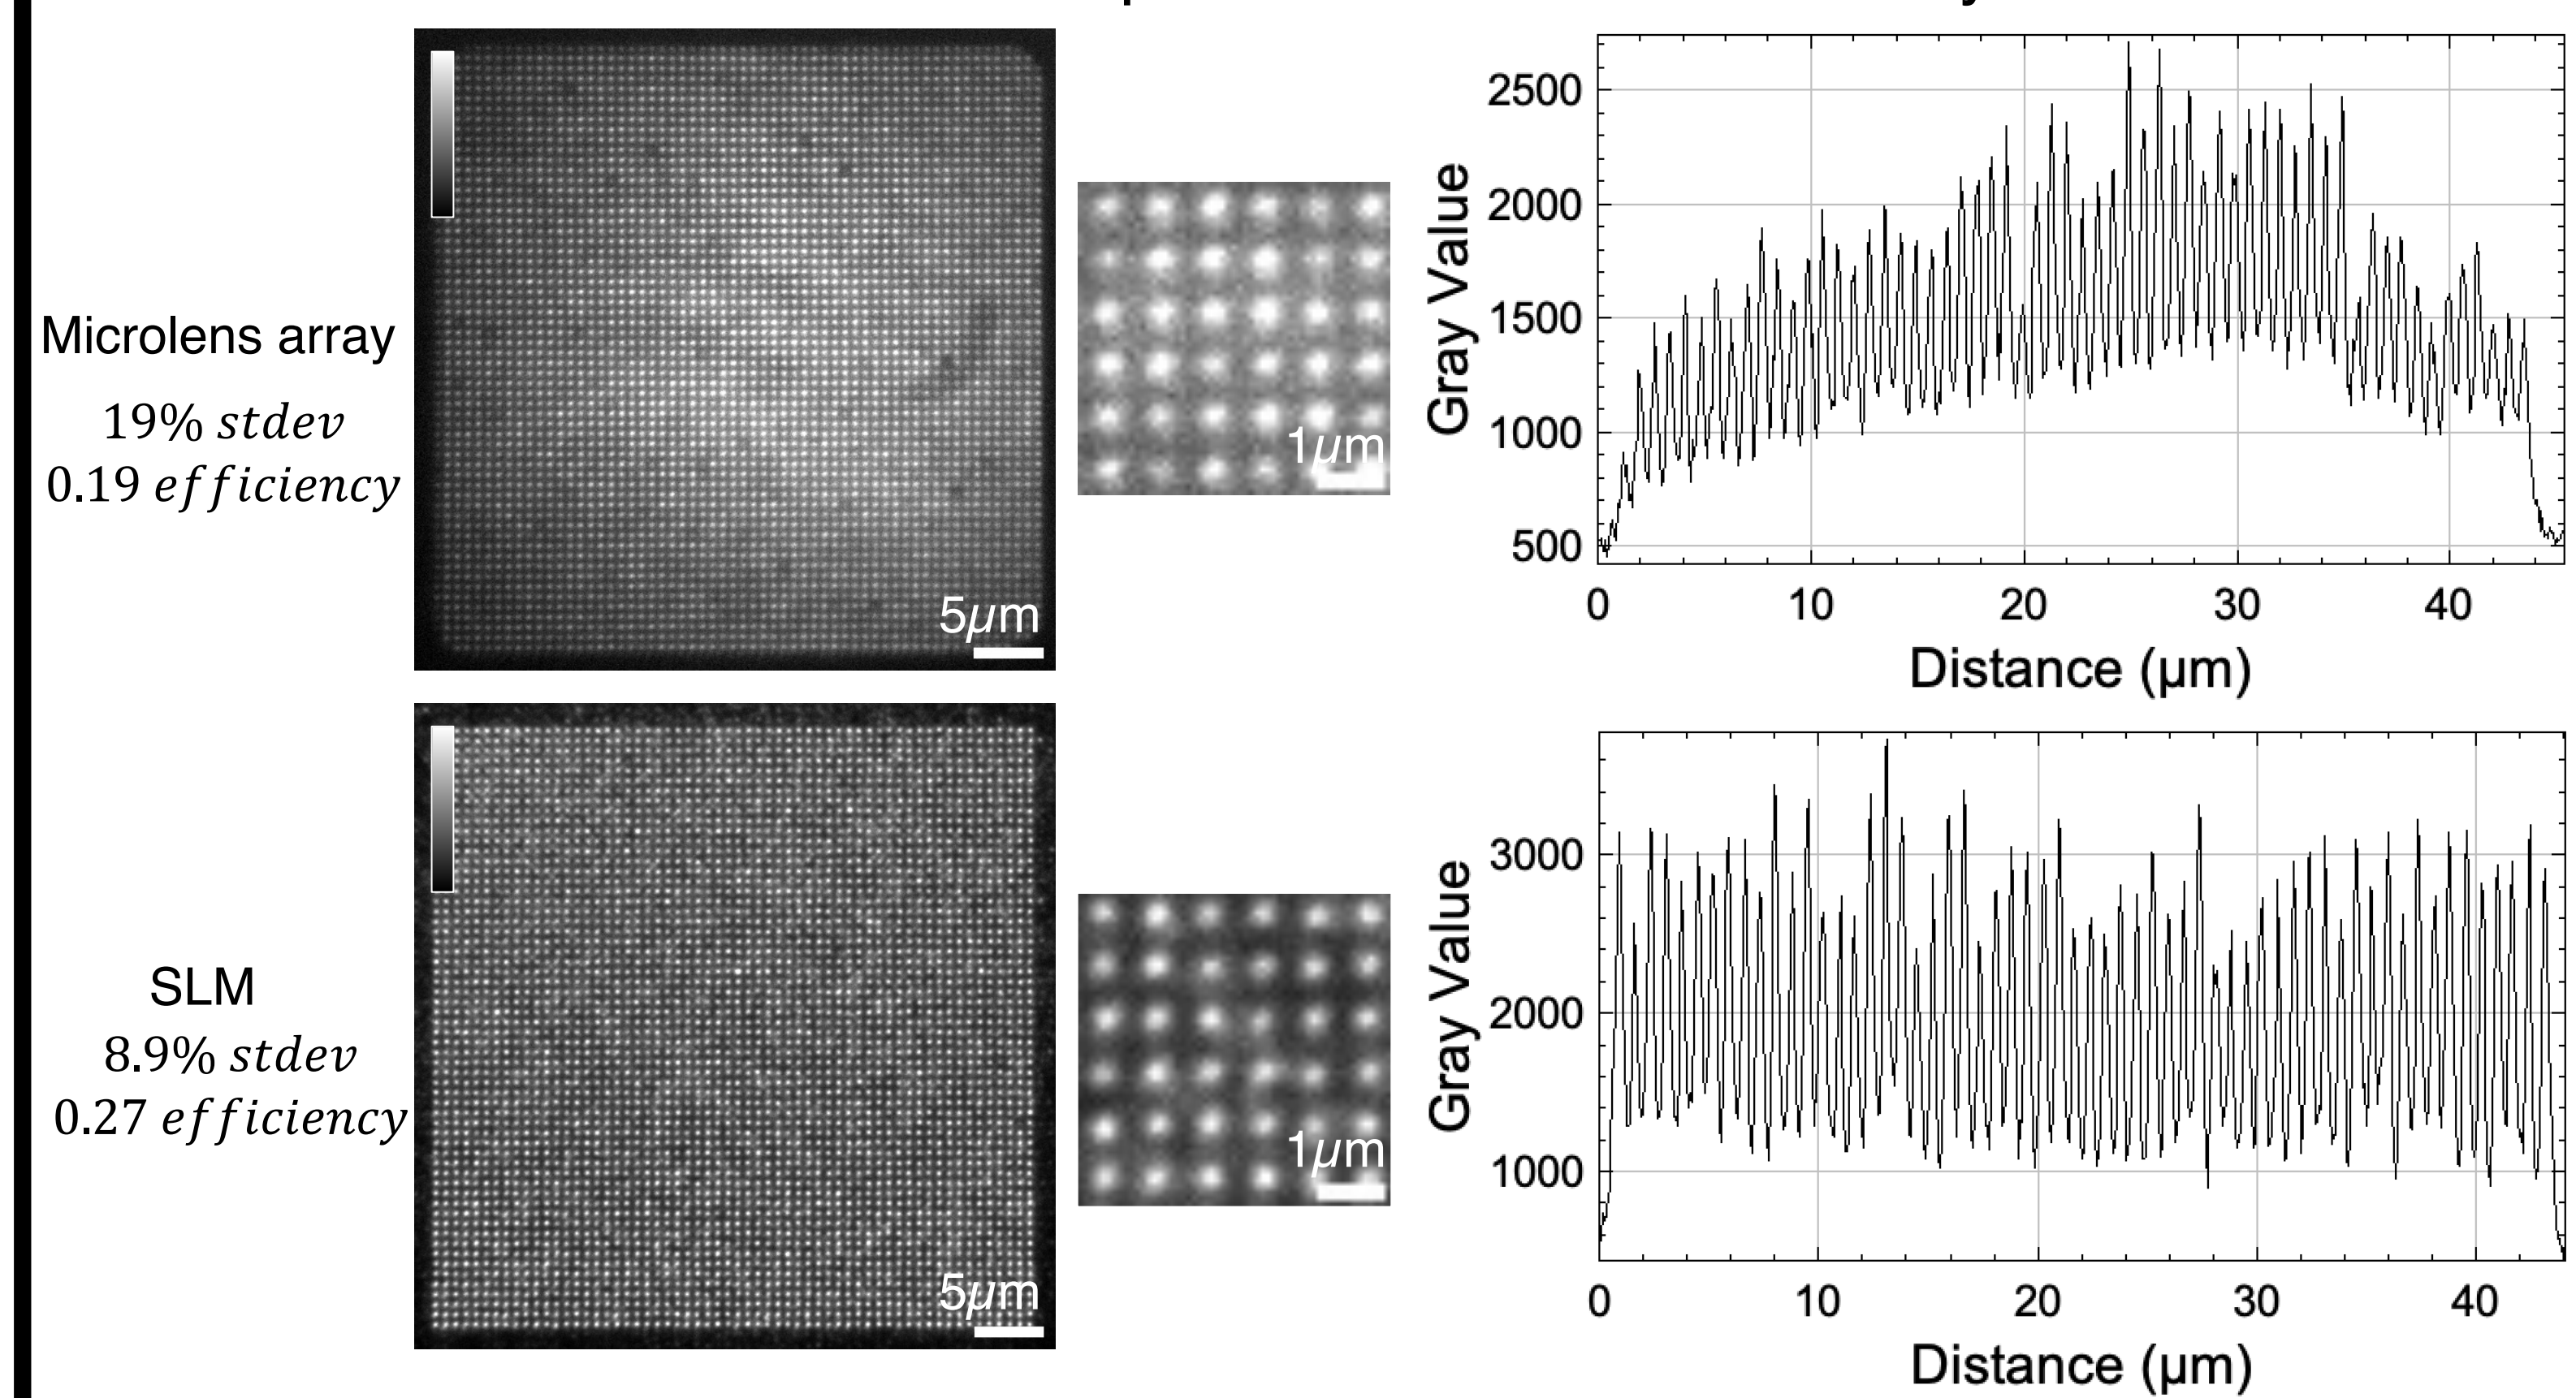 Microlens array
19% stdev
0.19 efficiency
5μm
1μm
Gray Value
2500
2000
1500
1000
500
0
10
20
30
40
Distance (μm)
SLM
8.9% stdev
0.27 efficiency
5μm
1μm
Gray Value
3000
2000
1000
0
10
20
30
40
Distance (μm)